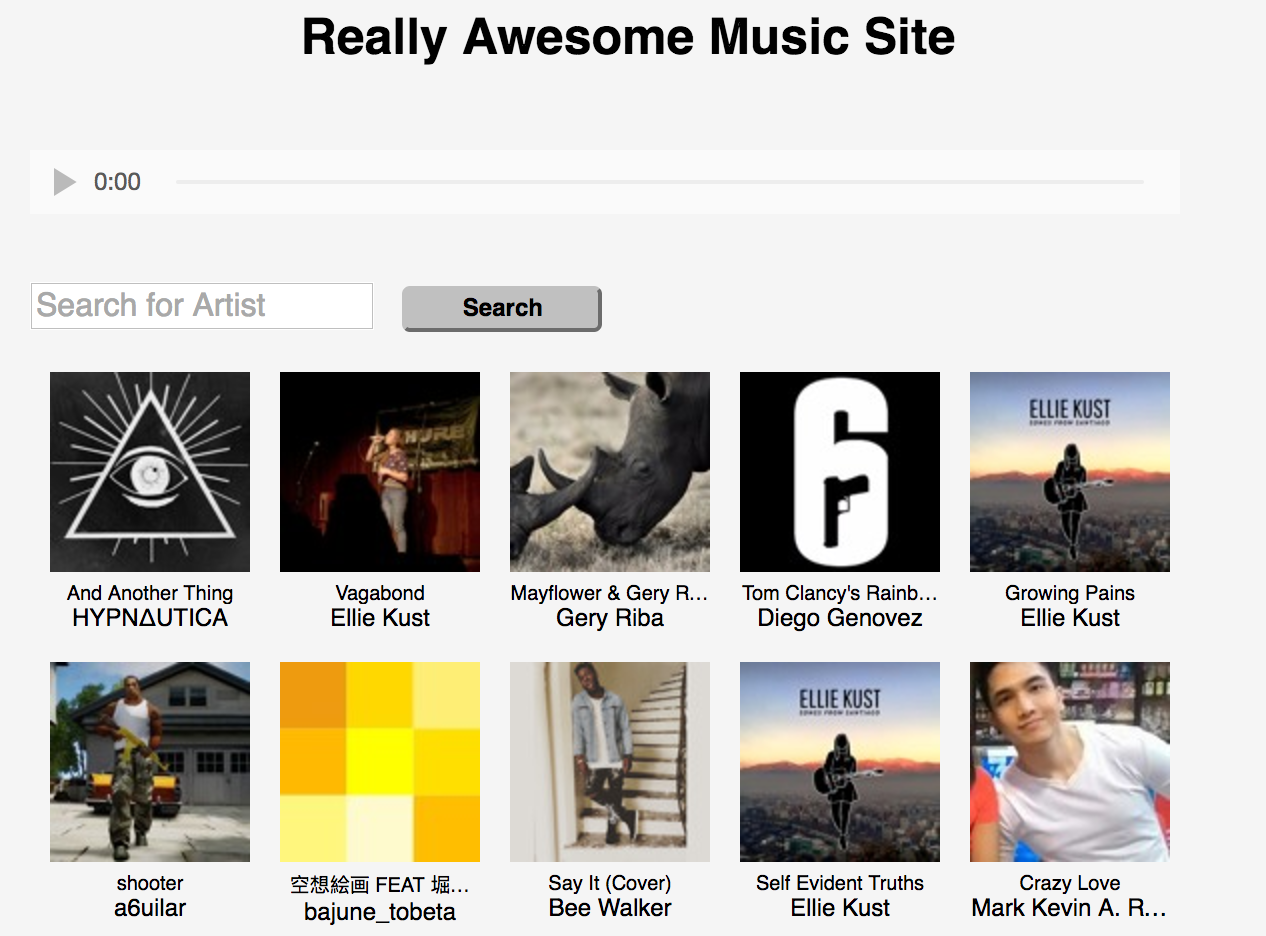 Really Awesome Music Site
0:00
Search for Artist
Search
6
ELLIE KUST
SONGS FROM SANTIAGO
And Another Thing
HYPNΔUTICA
Vagabond
Ellie Kust
Mayflower & Gery R...
Gery Riba
Tom Clancy's Rainb...
Diego Genovez
Growing Pains
Ellie Kust
ELLIE KUST
SONGS FROM SANTIAGO
shooter
a6uilar
空想絵画 FEAT 堀...
bajune_tobeta
Say It (Cover)
Bee Walker
Self Evident Truths
Ellie Kust
Crazy Love
Mark Kevin A. R...